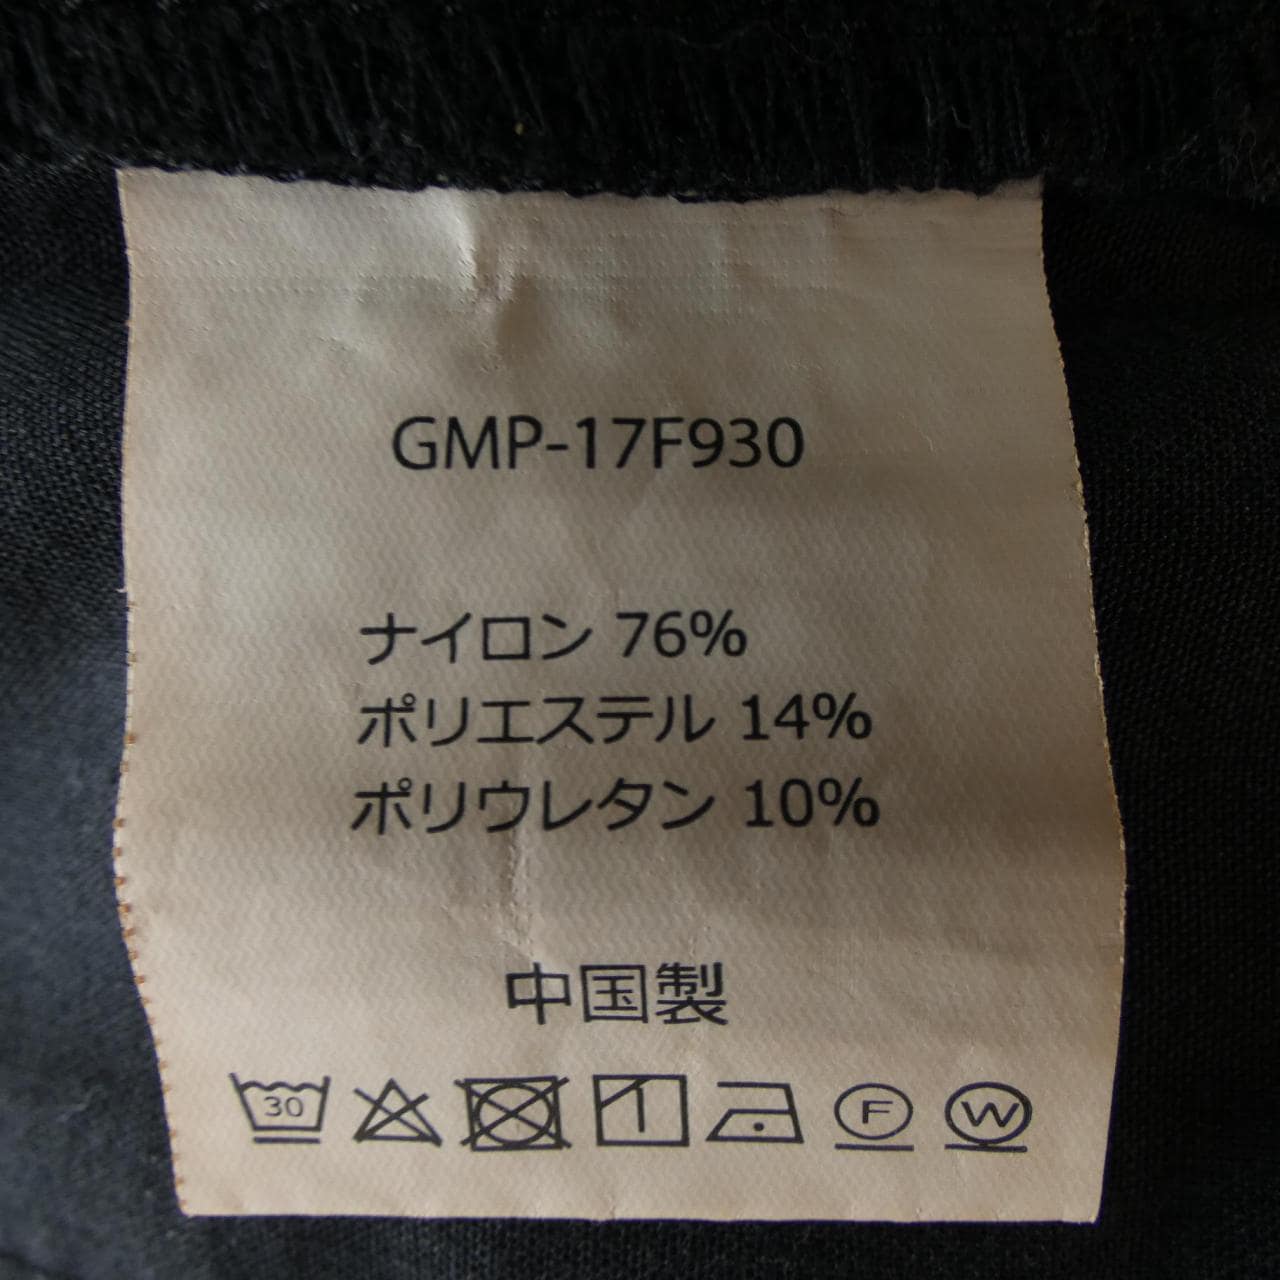 GMP-17F930
ナイロン 76%
ポリエステル 14%
ポリウレタン 10%
中国製
30 F W